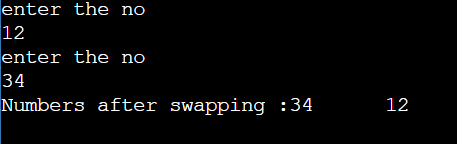 enter the no
12
enter the no
34
Numbers after swapping :34      12